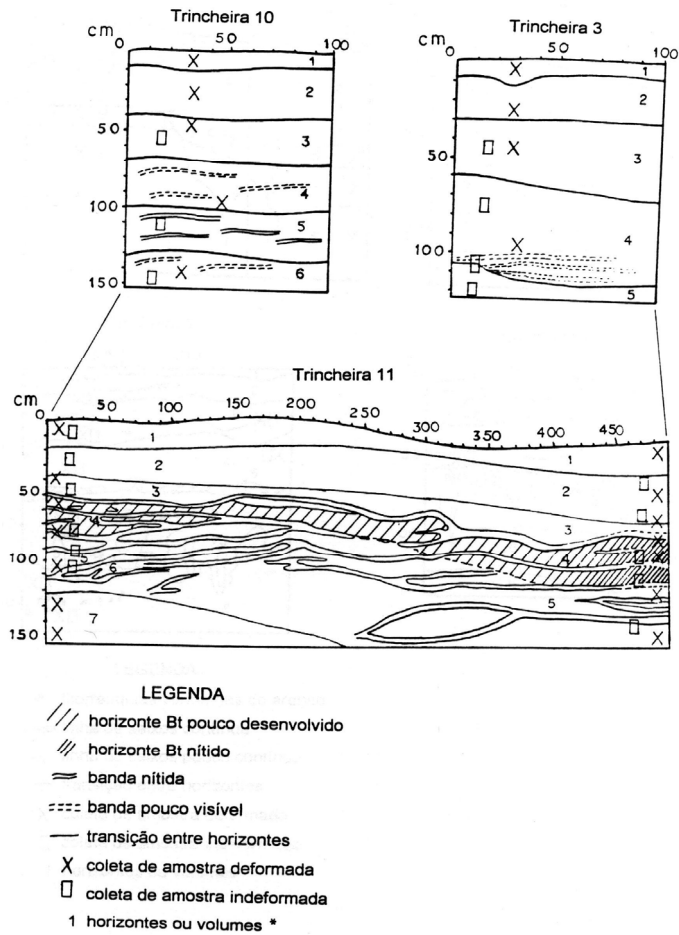 Trincheira 10
cm 0 50 100
1
2
50
3
4
100
5
6
150
Trincheira 3
cm 0 50 100
1
2
50
3
4
100
5
Trincheira 11
cm 0 50 100 150 200 250 300 350 400 450
1 1
2 2
50
3 3
4 4
100
5
6 5
7
150
LEGENDA
horizonte Bt pouco desenvolvido
horizonte Bt nítido
banda nítida
banda pouco visível
transição entre horizontes
X coleta de amostra deformada
coleta de amostra indeformada
1 horizontes ou volumes *